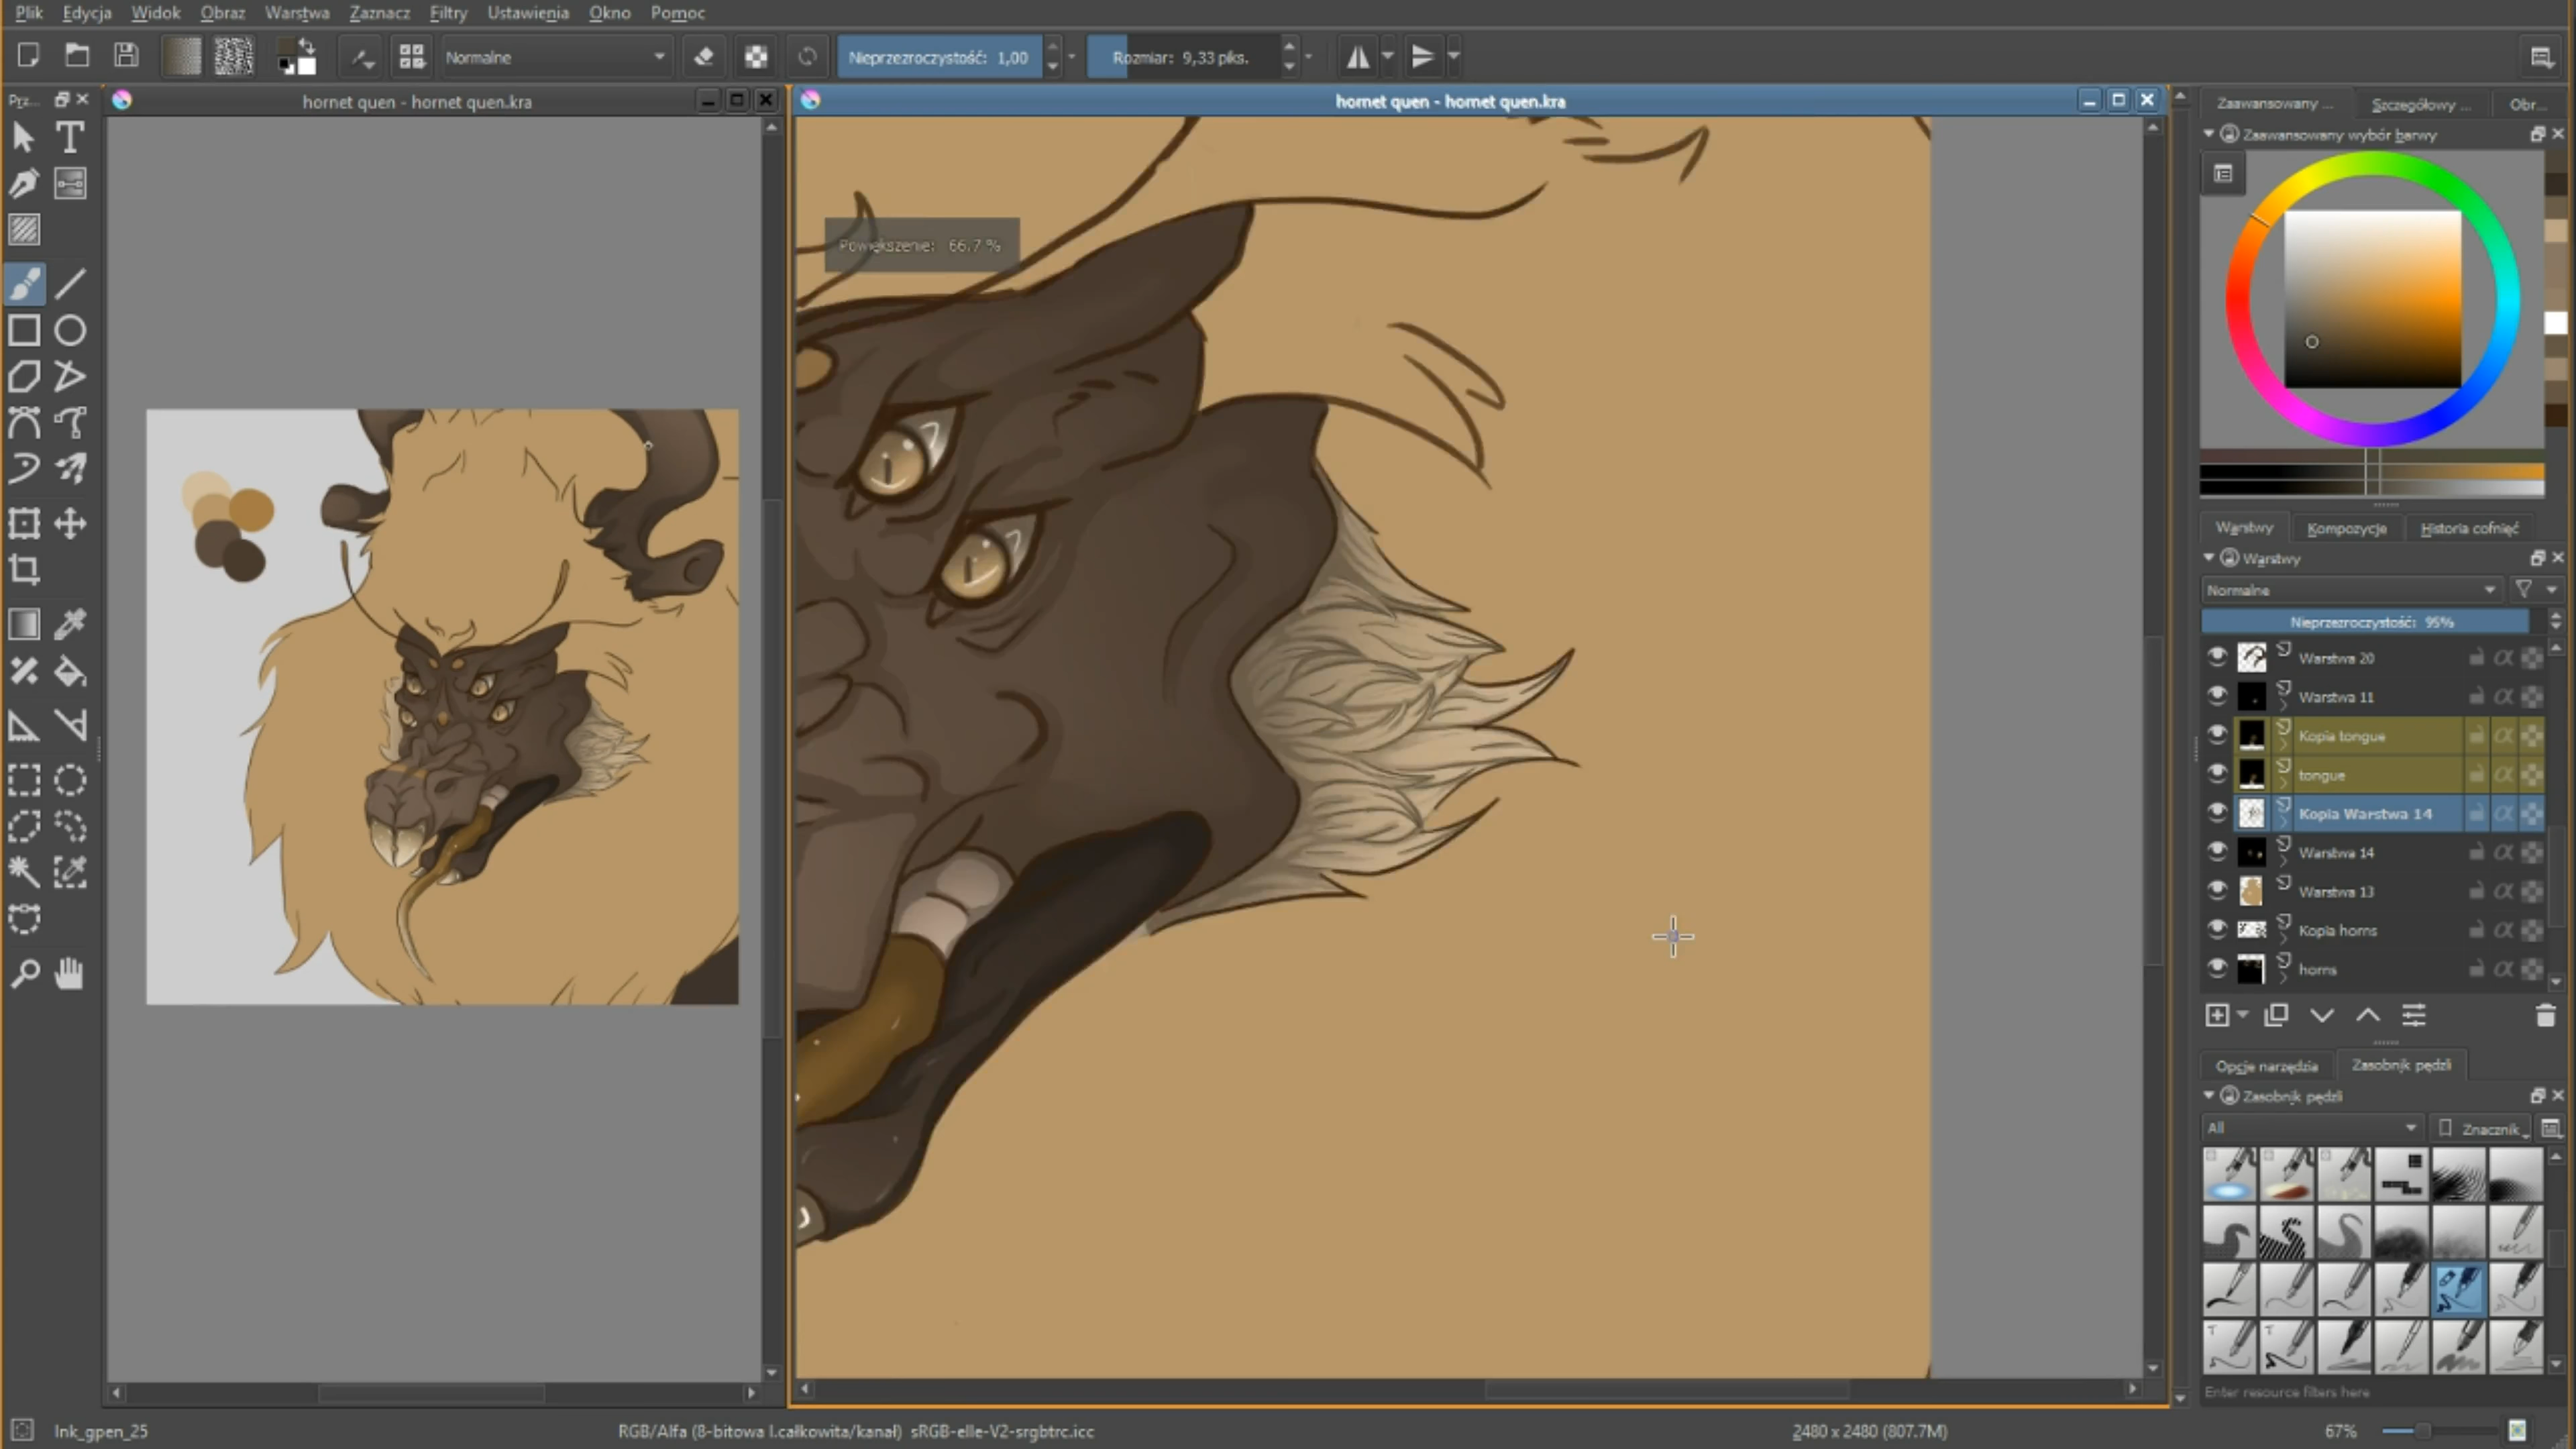 Plik Edycja Widok Obraz Warstwa Zaznacz Filtry Ustawienia Okno Pomoc
Normalne Nieprzezroczystość: 1,00 Rozmiar: 9,33 piks.
Prz... hornet quen - hornet quen.kra hornet quen - hornet quen.kra
Zaawansowany ... Szczegółowy ... Obr...
Zaawansowany wybór barwy
Powiększenie: 66.7 %
Warstwy Kompozycje Historia cofnięć
Warstwy
Normalne
Nieprzezroczystość: 95%
Warstwa 20
Warstwa 11
Kopia tongue
tongue
Kopia Warstwa 14
Warstwa 14
Warstwa 13
Kopia horns
horns
Opcje narzędzia Zasobnik pędzli
Zasobnik pędzli
All Znacznik
Enter resource filters here
Ink_gpen_25 RGB/Alfa (8-bitowa l.całkowita/kanał) sRGB-elle-V2-srgbtrc.icc 2480 x 2480 (807.7M) 67%